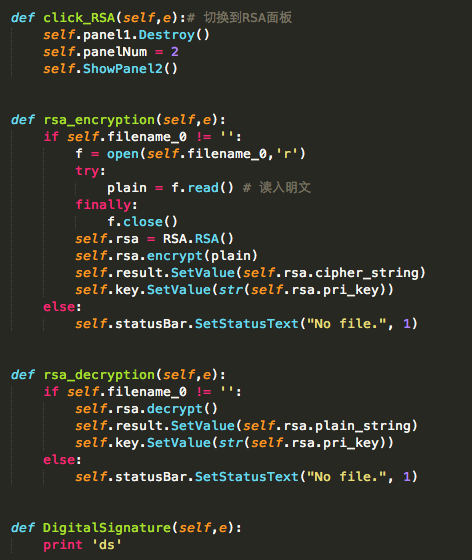 def click_RSA(self,e):# 切换到RSA面板
    self.panel1.Destroy()
    self.panelNum = 2
    self.ShowPanel2()
def rsa_encryption(self,e):
    if self.filename_0 != '':
        f = open(self.filename_0,'r')
        try:
            plain = f.read() # 读入明文
        finally:
            f.close()
        self.rsa = RSA.RSA()
        self.rsa.encrypt(plain)
        self.result.SetValue(self.rsa.cipher_string)
        self.key.SetValue(str(self.rsa.pri_key))
    else:
        self.statusBar.SetStatusText("No file.", 1)
def rsa_decryption(self,e):
    if self.filename_0 != '':
        self.rsa.decrypt()
        self.result.SetValue(self.rsa.plain_string)
        self.key.SetValue(str(self.rsa.pri_key))
    else:
        self.statusBar.SetStatusText("No file.", 1)
def DigitalSignature(self,e):
    print 'ds'